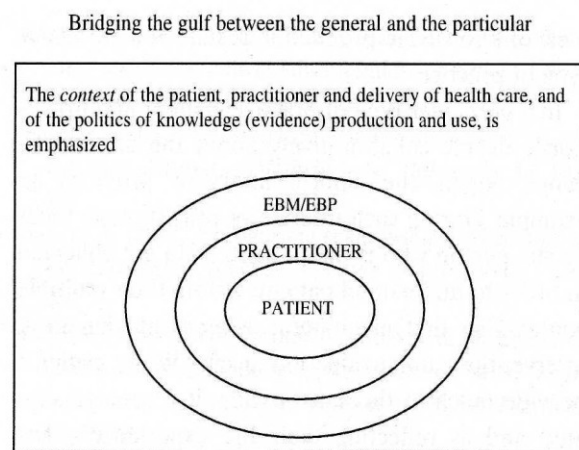 Bridging the gulf between the general and the particular
The context of the patient, practitioner and delivery of health care, and
of the politics of knowledge (evidence) production and use, is
emphasized
EBM/EBP
PRACTITIONER
PATIENT